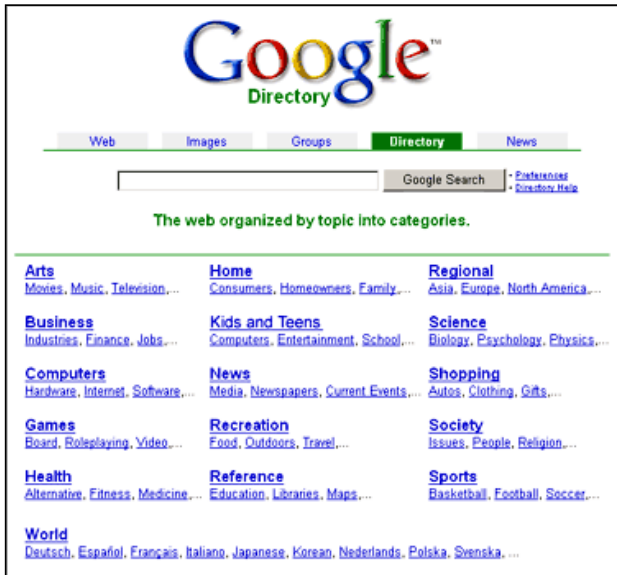 Google™
Directory
Web Images Groups Directory News
Google Search
• Preferences
• Directory Help
The web organized by topic into categories.
Arts
Movies, Music, Television,...
Home
Consumers, Homeowners, Family,...
Regional
Asia, Europe, North America,...
Business
Industries, Finance, Jobs,...
Kids and Teens
Computers, Entertainment, School,...
Science
Biology, Psychology, Physics,...
Computers
Hardware, Internet, Software,...
News
Media, Newspapers, Current Events,...
Shopping
Autos, Clothing, Gifts,...
Games
Board, Roleplaying, Video,...
Recreation
Food, Outdoors, Travel,...
Society
Issues, People, Religion,...
Health
Alternative, Fitness, Medicine,...
Reference
Education, Libraries, Maps,...
Sports
Basketball, Football, Soccer,...
World
Deutsch, Español, Français, Italiano, Japanese, Korean, Nederlands, Polska, Svenska, ...